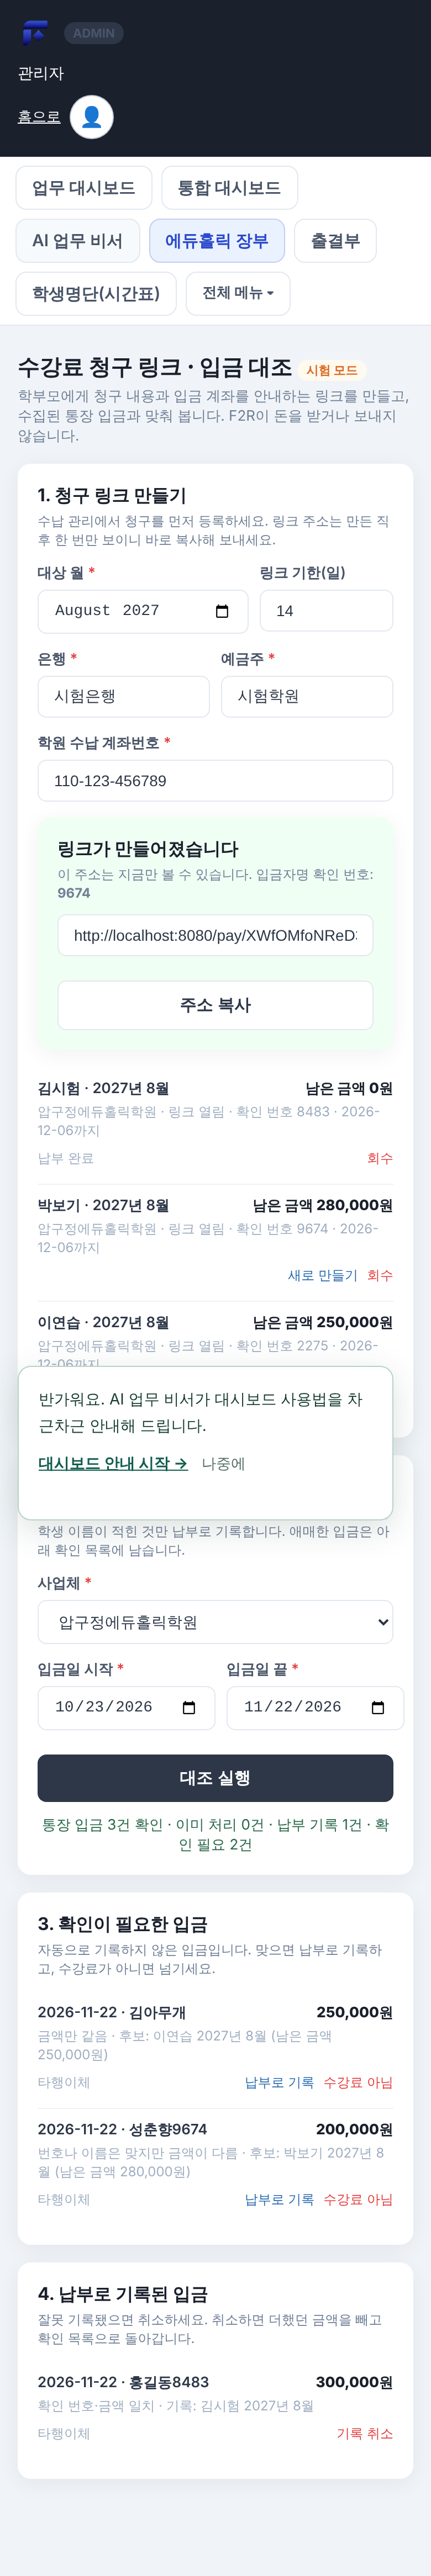 ADMIN
관리자
홈으로
업무 대시보드
통합 대시보드
AI 업무 비서
에듀홀릭 장부
출결부
학생명단(시간표)
전체 메뉴
수강료 청구 링크 · 입금 대조 시험 모드
학부모에게 청구 내용과 입금 계좌를 안내하는 링크를 만들고,
수집된 통장 입금과 맞춰 봅니다. F2R이 돈을 받거나 보내지
않습니다.
1. 청구 링크 만들기
수납 관리에서 청구를 먼저 등록하세요. 링크 주소는 만든 직
후 한 번만 보이니 바로 복사해 보내세요.
대상 월 *
링크 기한(일)
August 2027
14
은행 *
예금주 *
시험은행
시험학원
학원 수납 계좌번호 *
110-123-456789
링크가 만들어졌습니다
이 주소는 지금만 볼 수 있습니다. 입금자명 확인 번호:
9674
http://localhost:8080/pay/XWfOMfoNReD
주소 복사
김시험 · 2027년 8월 남은 금액 0원
압구정에듀홀릭학원 · 링크 열림 · 확인 번호 8483 · 2026-
12-06까지
납부 완료 회수
박보기 · 2027년 8월 남은 금액 280,000원
압구정에듀홀릭학원 · 링크 열림 · 확인 번호 9674 · 2026-
12-06까지
새로 만들기 회수
이연습 · 2027년 8월 남은 금액 250,000원
압구정에듀홀릭학원 · 링크 열림 · 확인 번호 2275 · 2026-
12-06까지
반가워요. AI 업무 비서가 대시보드 사용법을 차
근차근 안내해 드립니다.
대시보드 안내 시작 → 나중에
학생 이름이 적힌 것만 납부로 기록합니다. 애매한 입금은 아
래 확인 목록에 남습니다.
사업체 *
압구정에듀홀릭학원
입금일 시작 *
입금일 끝 *
10/23/2026
11/22/2026
대조 실행
통장 입금 3건 확인 · 이미 처리 0건 · 납부 기록 1건 · 확
인 필요 2건
3. 확인이 필요한 입금
자동으로 기록하지 않은 입금입니다. 맞으면 납부로 기록하
고, 수강료가 아니면 넘기세요.
2026-11-22 · 김아무개 250,000원
금액만 같음 · 후보: 이연습 2027년 8월 (남은 금액
250,000원)
타행이체 납부로 기록 수강료 아님
2026-11-22 · 성춘향9674 200,000원
번호나 이름은 맞지만 금액이 다름 · 후보: 박보기 2027년 8
월 (남은 금액 280,000원)
타행이체 납부로 기록 수강료 아님
4. 납부로 기록된 입금
잘못 기록됐으면 취소하세요. 취소하면 더했던 금액을 빼고
확인 목록으로 돌아갑니다.
2026-11-22 · 홍길동8483 300,000원
확인 번호·금액 일치 · 기록: 김시험 2027년 8월
타행이체 기록 취소